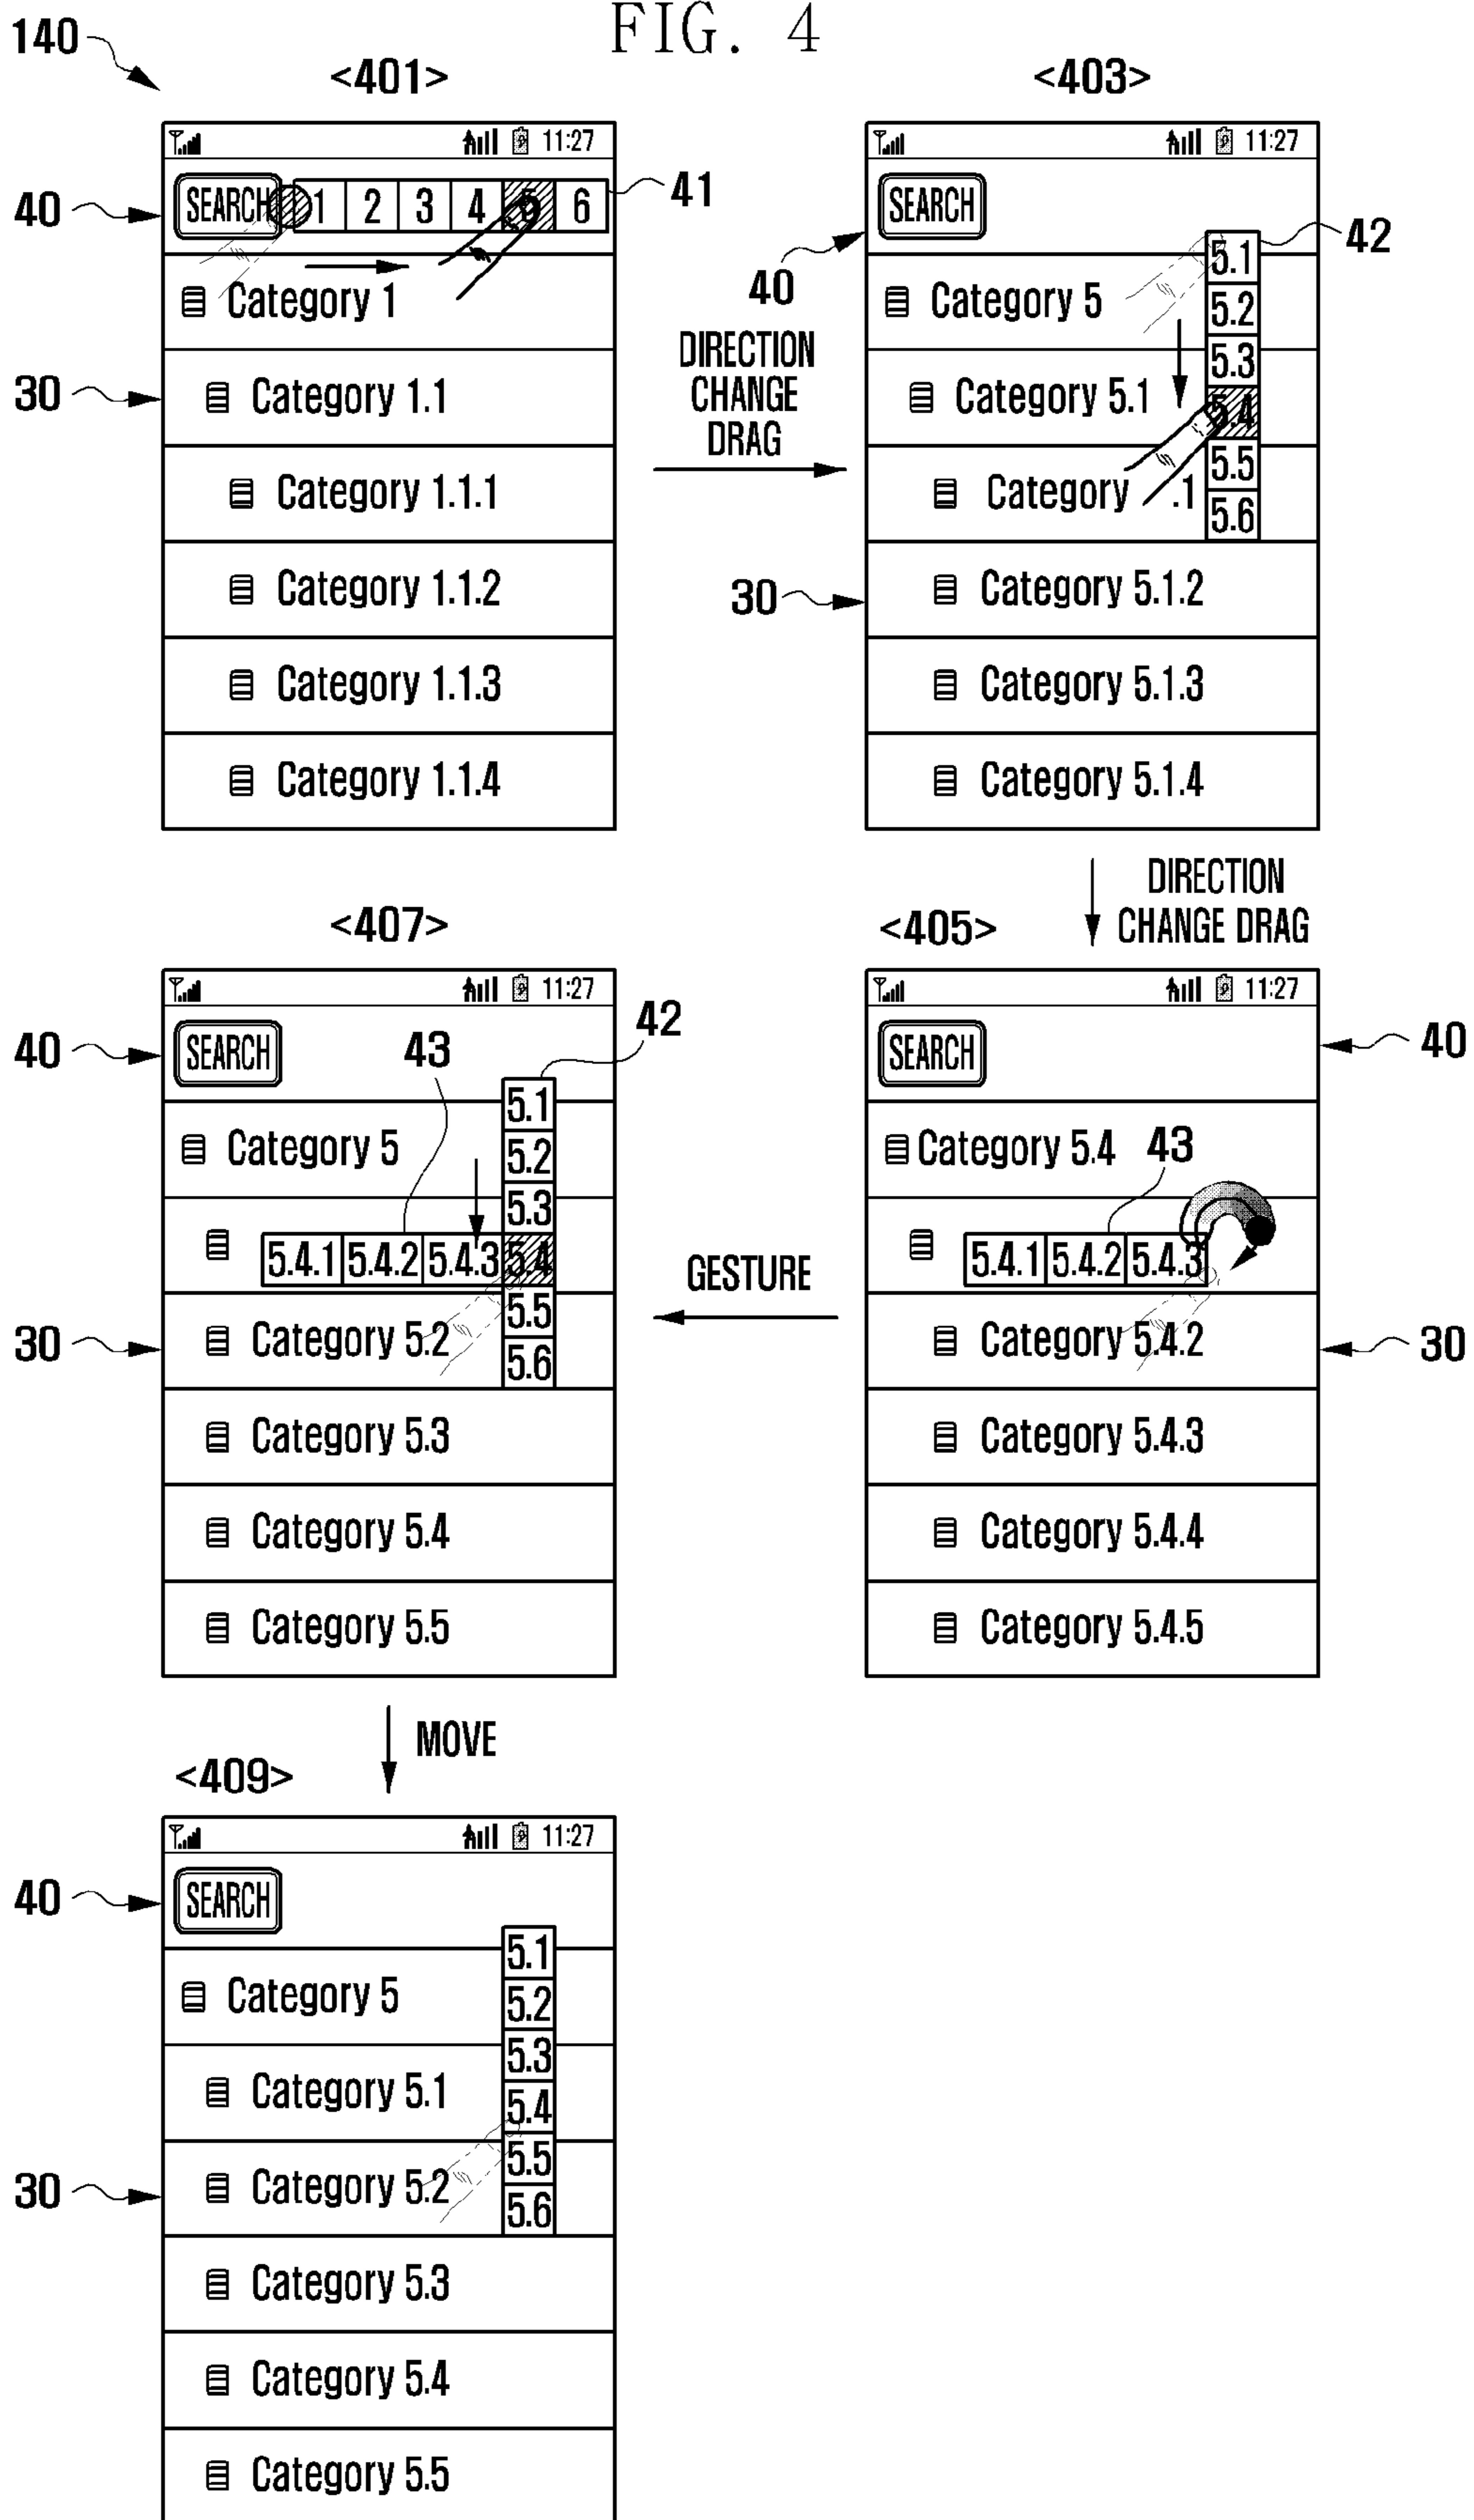 FIG. 4
140
<401>
11:27
40
SEARCH
1 2 3 4 5 6
41
Category 1
30
Category 1.1
Category 1.1.1
Category 1.1.2
Category 1.1.3
Category 1.1.4
DIRECTION
CHANGE
DRAG
<403>
11:27
SEARCH
40
42
5.1
Category 5
5.2
5.3
Category 5.1
5.4
5.5
Category .1
5.6
30
Category 5.1.2
Category 5.1.3
Category 5.1.4
DIRECTION
CHANGE DRAG
<405>
11:27
SEARCH
40
Category 5.4
43
5.4.1 5.4.2 5.4.3
Category 5.4.2
30
Category 5.4.3
Category 5.4.4
Category 5.4.5
GESTURE
<407>
11:27
40
SEARCH
43
42
5.1
Category 5
5.2
5.3
5.4.1 5.4.2 5.4.3 5.4
5.5
30
Category 5.2
5.6
Category 5.3
Category 5.4
Category 5.5
MOVE
<409>
11:27
40
SEARCH
5.1
Category 5
5.2
5.3
Category 5.1
5.4
5.5
30
Category 5.2
5.6
Category 5.3
Category 5.4
Category 5.5